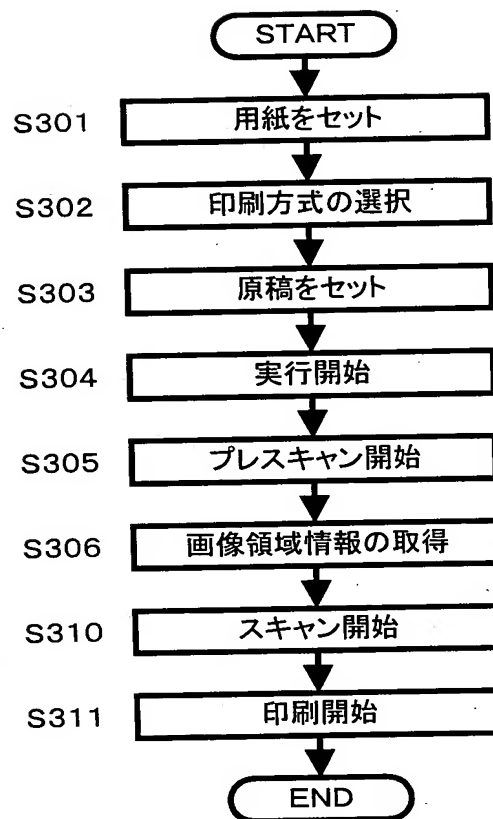 START
S301 用紙をセット
S302 印刷方式の選択
S303 原稿をセット
S304 実行開始
S305 プレスキャン開始
S306 画像領域情報の取得
S310 スキャン開始
S311 印刷開始
END